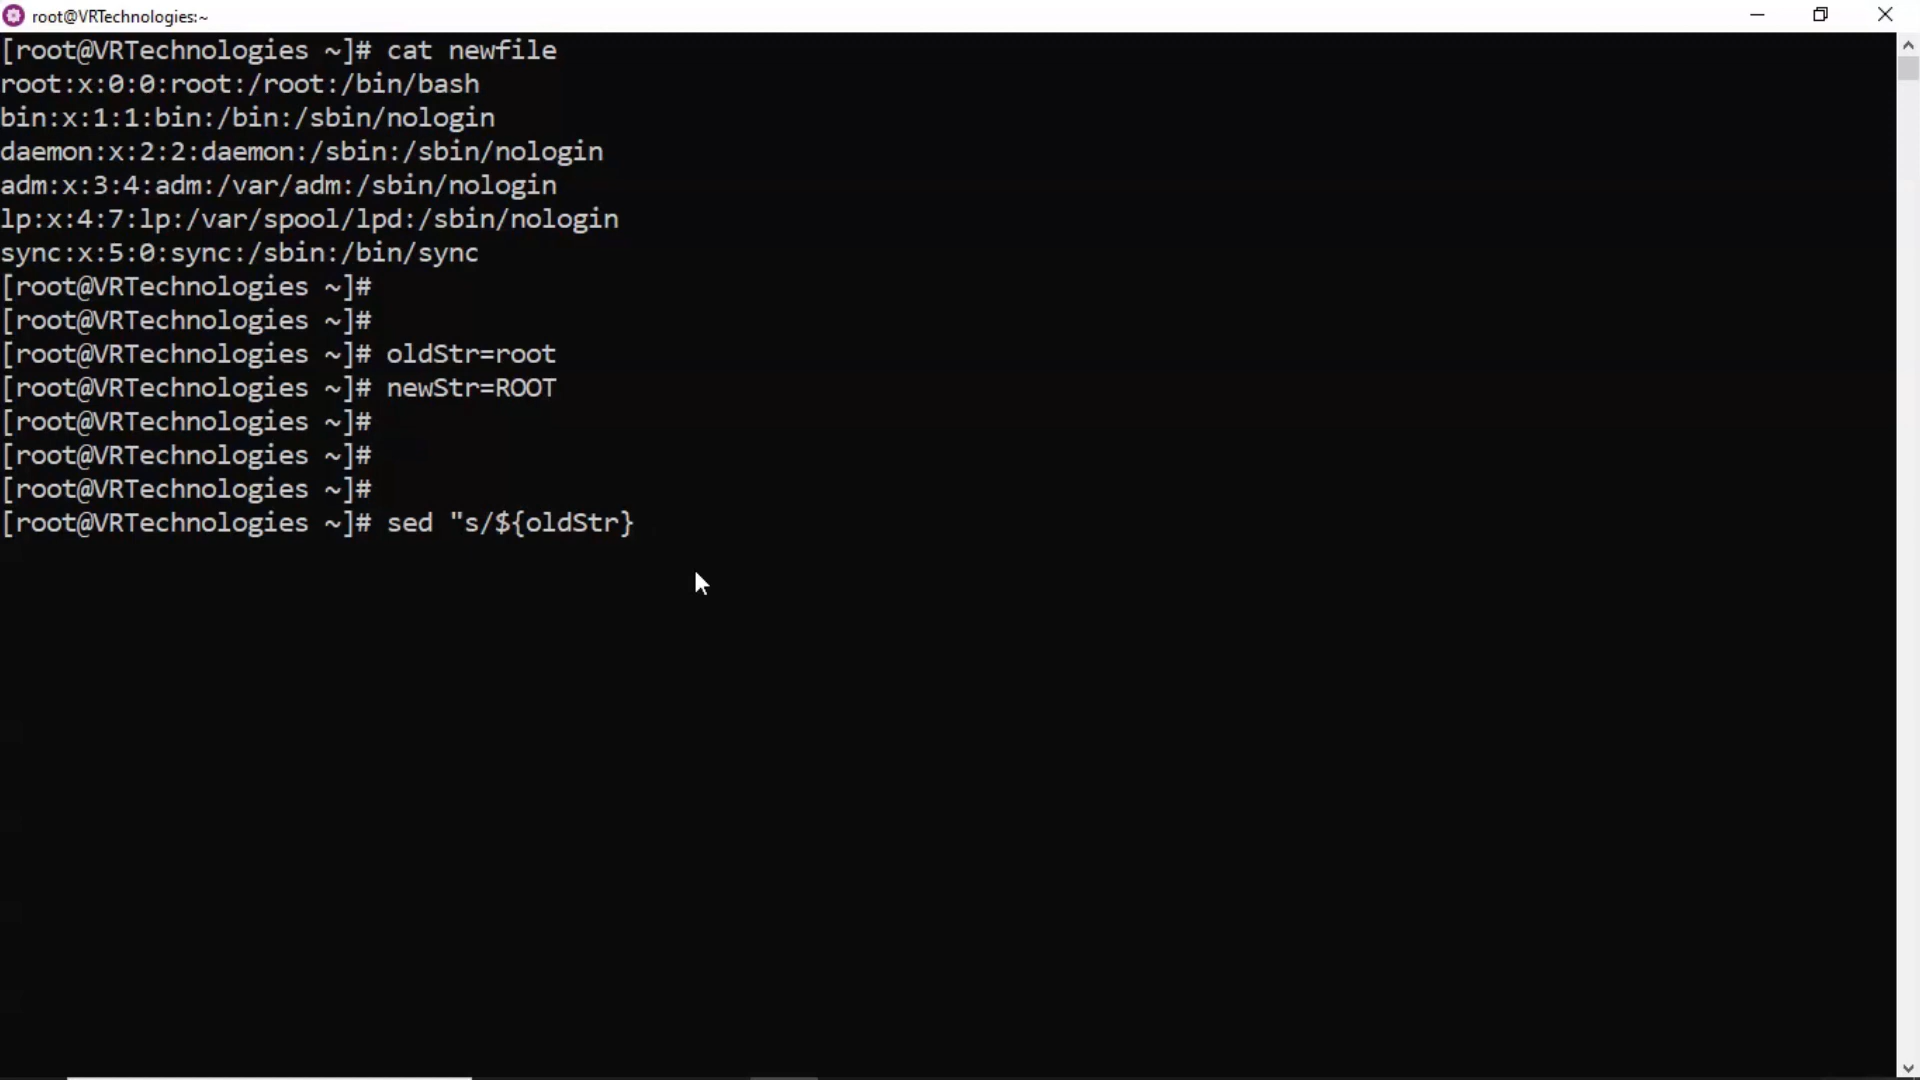 root@VRTechnologies:~
[root@VRTechnologies ~]# cat newfile
root:x:0:0:root:/root:/bin/bash
bin:x:1:1:bin:/bin:/sbin/nologin
daemon:x:2:2:daemon:/sbin:/sbin/nologin
adm:x:3:4:adm:/var/adm:/sbin/nologin
lp:x:4:7:lp:/var/spool/lpd:/sbin/nologin
sync:x:5:0:sync:/sbin:/bin/sync
[root@VRTechnologies ~]#
[root@VRTechnologies ~]#
[root@VRTechnologies ~]# oldStr=root
[root@VRTechnologies ~]# newStr=ROOT
[root@VRTechnologies ~]#
[root@VRTechnologies ~]#
[root@VRTechnologies ~]#
[root@VRTechnologies ~]# sed "s/${oldStr}